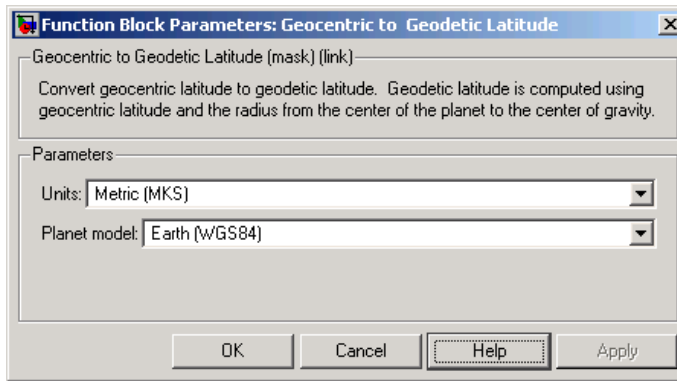 Function Block Parameters: Geocentric to Geodetic Latitude
Geocentric to Geodetic Latitude (mask) (link)
Convert geocentric latitude to geodetic latitude. Geodetic latitude is computed using
geocentric latitude and the radius from the center of the planet to the center of gravity.
Parameters
Units: Metric (MKS)
Planet model: Earth (WGS84)
OK Cancel Help Apply